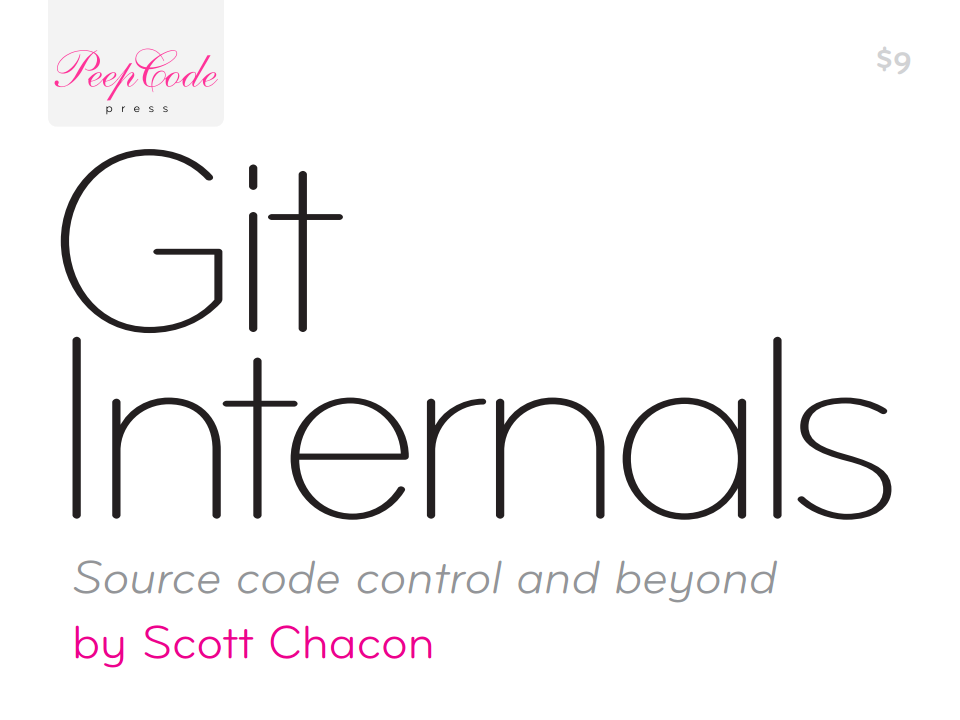 PeepCode
press
$9
Git
Internals
Source code control and beyond
by Scott Chacon